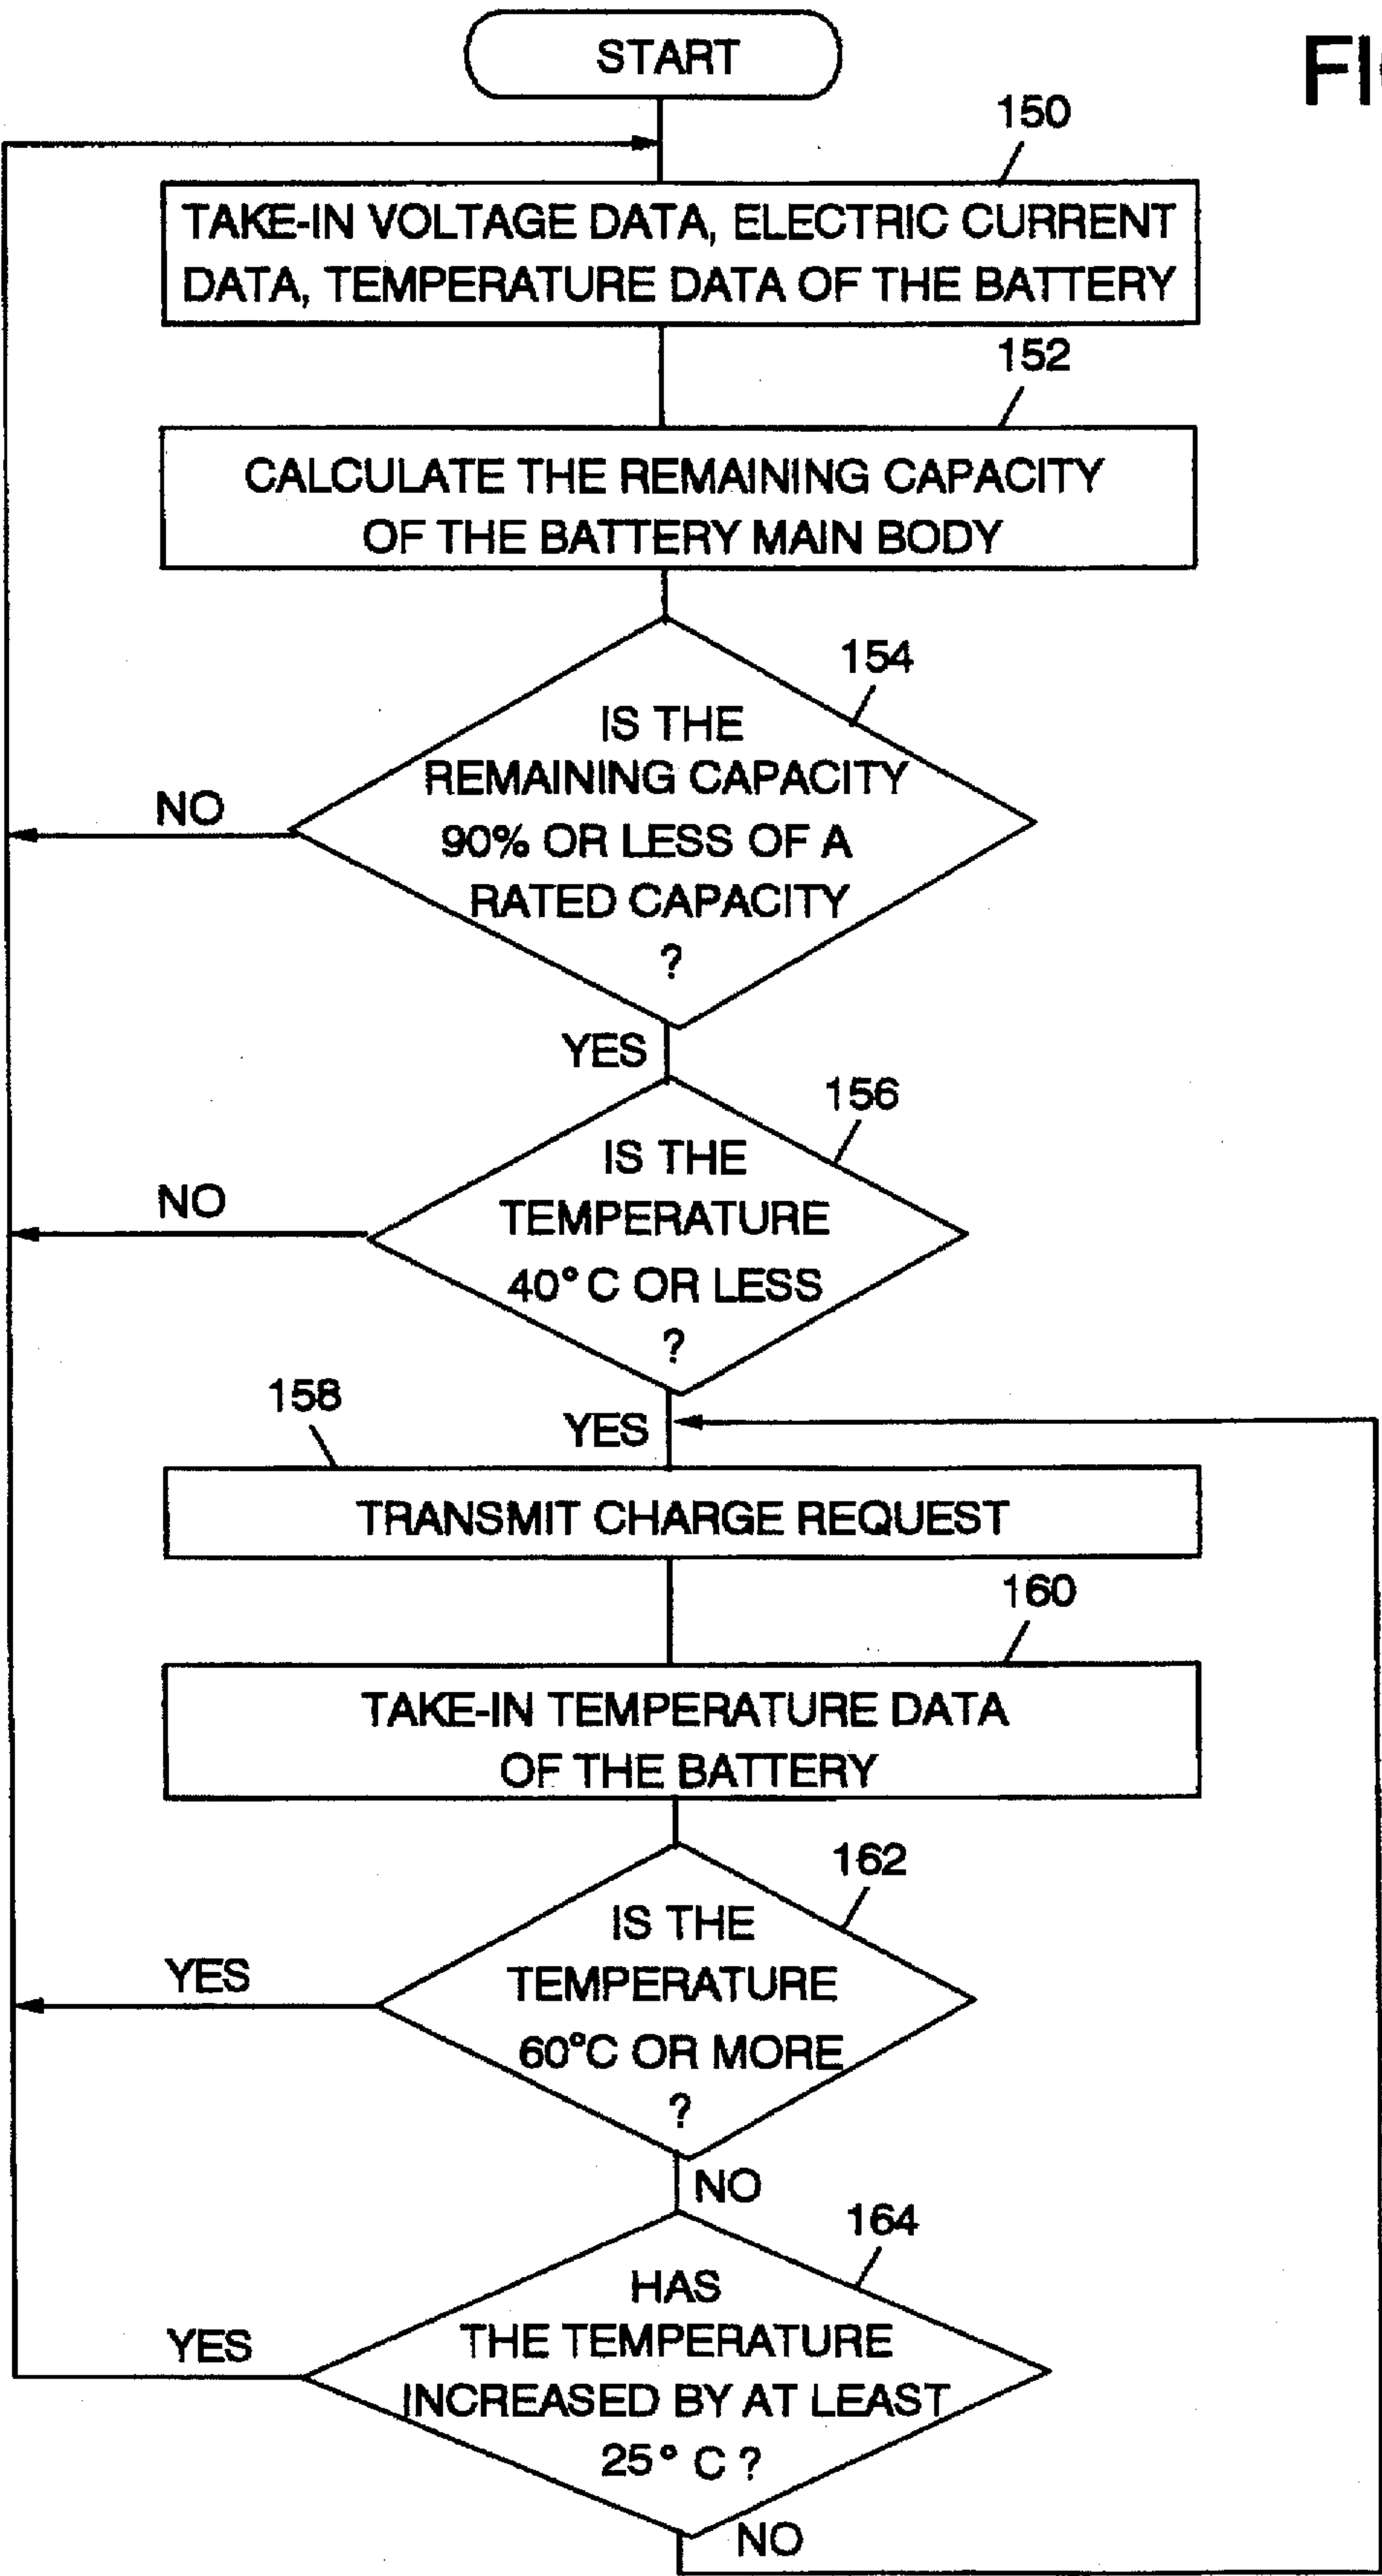 START
FI
150
TAKE-IN VOLTAGE DATA, ELECTRIC CURRENT
DATA, TEMPERATURE DATA OF THE BATTERY
152
CALCULATE THE REMAINING CAPACITY
OF THE BATTERY MAIN BODY
154
IS THE
REMAINING CAPACITY
90% OR LESS OF A
RATED CAPACITY
?
NO
YES
156
IS THE
TEMPERATURE
40°C OR LESS
?
NO
YES
158
TRANSMIT CHARGE REQUEST
160
TAKE-IN TEMPERATURE DATA
OF THE BATTERY
162
IS THE
TEMPERATURE
60°C OR MORE
?
YES
NO
164
HAS
THE TEMPERATURE
INCREASED BY AT LEAST
25°C ?
YES
NO